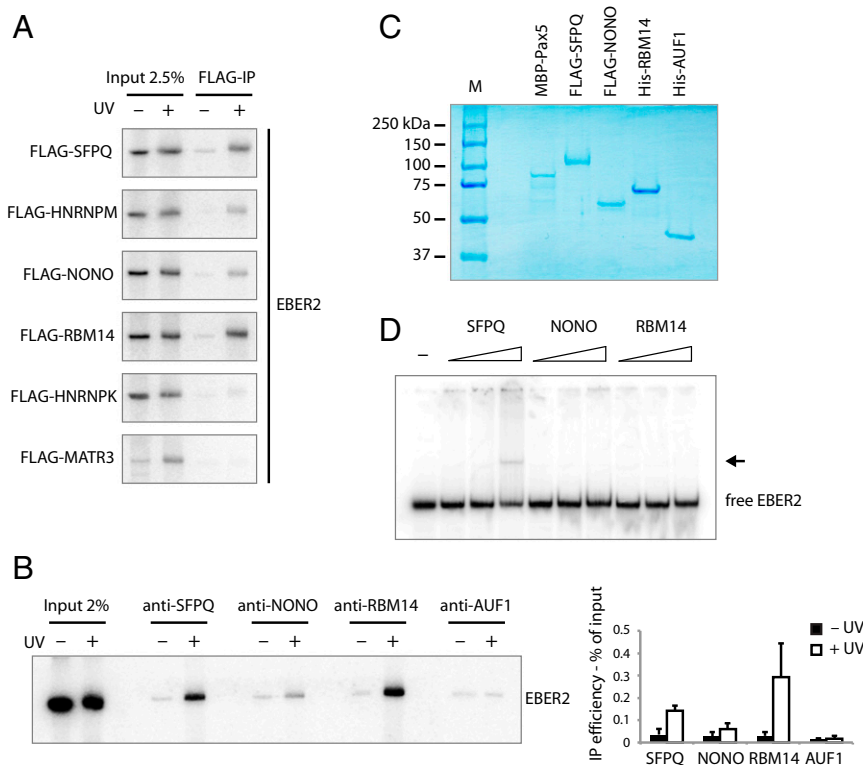 A
Input 2.5% FLAG-IP
UV – + – +
FLAG-SFPQ
FLAG-HNRNPM
FLAG-NONO
FLAG-RBM14
FLAG-HNRNPK
FLAG-MATR3
EBER2
C
M MBP-Pax5 FLAG-SFPQ FLAG-NONO His-RBM14 His-AUF1
250 kDa
150
100
75
50
37
D
SFPQ NONO RBM14
–
free EBER2
B
Input 2% anti-SFPQ anti-NONO anti-RBM14 anti-AUF1
UV – + – + – + – + – +
EBER2
IP efficiency - % of input
– UV
+ UV
0.5
0.4
0.3
0.2
0.1
0
SFPQ NONO RBM14 AUF1